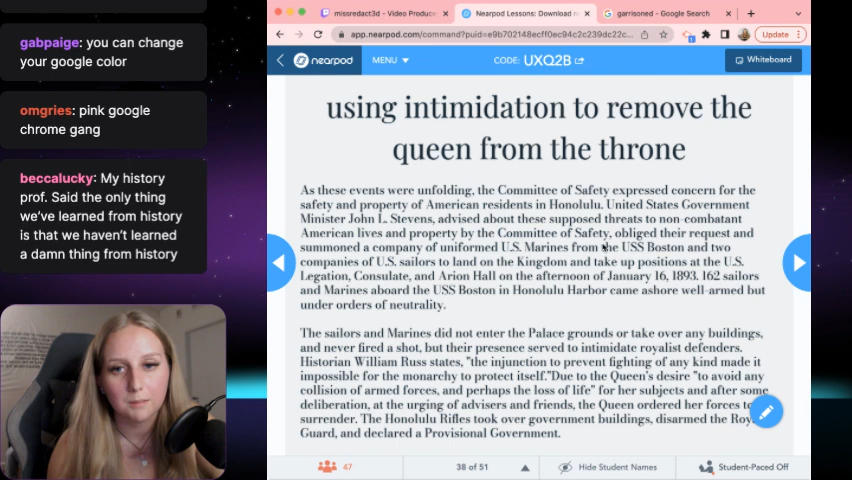 gabpaige: you can change
your google color
omgries: pink google
chrome gang
beccalucky: My history
prof. Said the only thing
we've learned from history
is that we haven't learned
a damn thing from history
missredact3d - Video Produce
Nearpod Lessons: Download r
garrisoned - Google Search
app.nearpod.com/command?puid=e9b702148ecff0ec94c2c239dc22c...
Update
nearpod
MENU
CODE: UXQ2B
Whiteboard
using intimidation to remove the
queen from the throne
As these events were unfolding, the Committee of Safety expressed concern for the
safety and property of American residents in Honolulu. United States Government
Minister John L. Stevens, advised about these supposed threats to non-combatant
American lives and property by the Committee of Safety, obliged their request and
summoned a company of uniformed U.S. Marines from the USS Boston and two
companies of U.S. sailors to land on the Kingdom and take up positions at the U.S.
Legation, Consulate, and Arion Hall on the afternoon of January 16, 1893. 162 sailors
and Marines aboard the USS Boston in Honolulu Harbor came ashore well-armed but
under orders of neutrality.
The sailors and Marines did not enter the Palace grounds or take over any buildings,
and never fired a shot, but their presence served to intimidate royalist defenders.
Historian William Russ states, "the injunction to prevent fighting of any kind made it
impossible for the monarchy to protect itself."Due to the Queen's desire "to avoid any
collision of armed forces, and perhaps the loss of life" for her subjects and after some
deliberation, at the urging of advisers and friends, the Queen ordered her forces to
surrender. The Honolulu Rifles took over government buildings, disarmed the Roy
Guard, and declared a Provisional Government.
47
38 of 51
Hide Student Names
Student-Paced Off